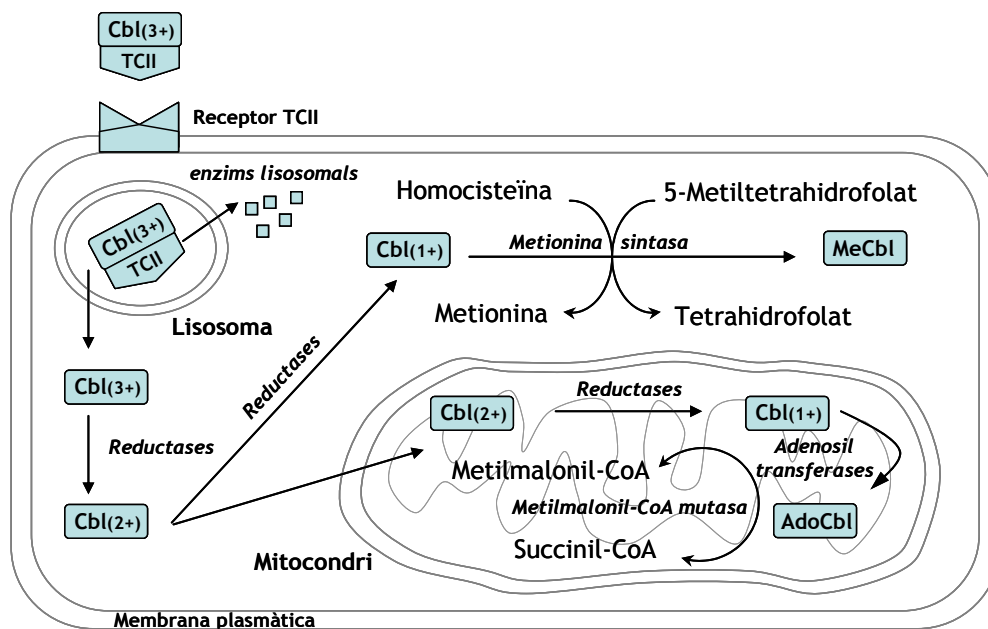 Cbl(3+)
TCII
Receptor TCII
enzims lisosomals
Cbl(3+)
TCII
Lisosoma
Homocisteïna
5-Metiltetrahidrofolat
Cbl(1+)
Metionina sintasa
MeCbl
Metionina
Tetrahidrofolat
Cbl(3+)
Reductases
Reductases
Cbl(2+)
Cbl(2+)
Reductases
Cbl(1+)
Adenosil
transferases
Metilmalonil-CoA
Metilmalonil-CoA mutasa
AdoCbl
Succinil-CoA
Mitocondri
Membrana plasmàtica